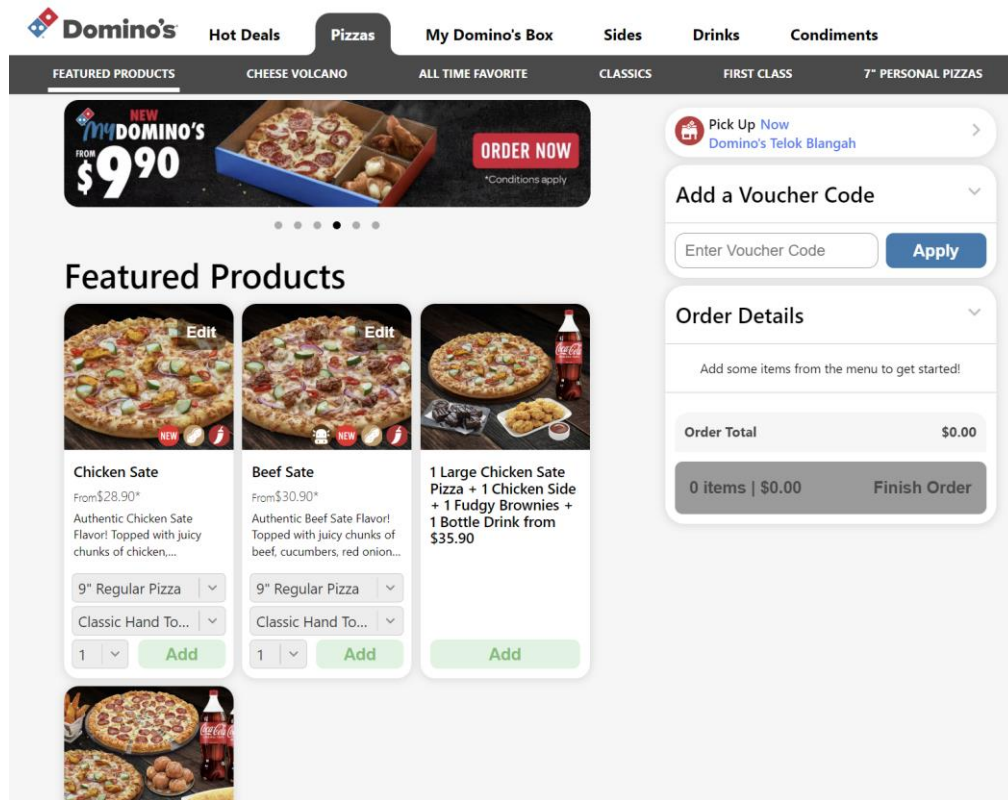 Domino's
Hot Deals
Pizzas
My Domino's Box
Sides
Drinks
Condiments
FEATURED PRODUCTS
CHEESE VOLCANO
ALL TIME FAVORITE
CLASSICS
FIRST CLASS
7" PERSONAL PIZZAS
NEW
MY DOMINO'S
FROM
$9.90
ORDER NOW
*Conditions apply
Pick Up Now
Domino's Telok Blangah
Add a Voucher Code
Enter Voucher Code
Apply
Order Details
Add some items from the menu to get started!
Order Total
$0.00
0 items | $0.00
Finish Order
Featured Products
Edit
NEW
Chicken Sate
From$28.90*
Authentic Chicken Sate
Flavor! Topped with juicy
chunks of chicken,...
9" Regular Pizza
Classic Hand To...
1
Add
Edit
NEW
Beef Sate
From$30.90*
Authentic Beef Sate Flavor!
Topped with juicy chunks of
beef, cucumbers, red onion...
9" Regular Pizza
Classic Hand To...
1
Add
Coca-Cola
1 Large Chicken Sate
Pizza + 1 Chicken Side
+ 1 Fudgy Brownies +
1 Bottle Drink from
$35.90
Add
Coca-Cola